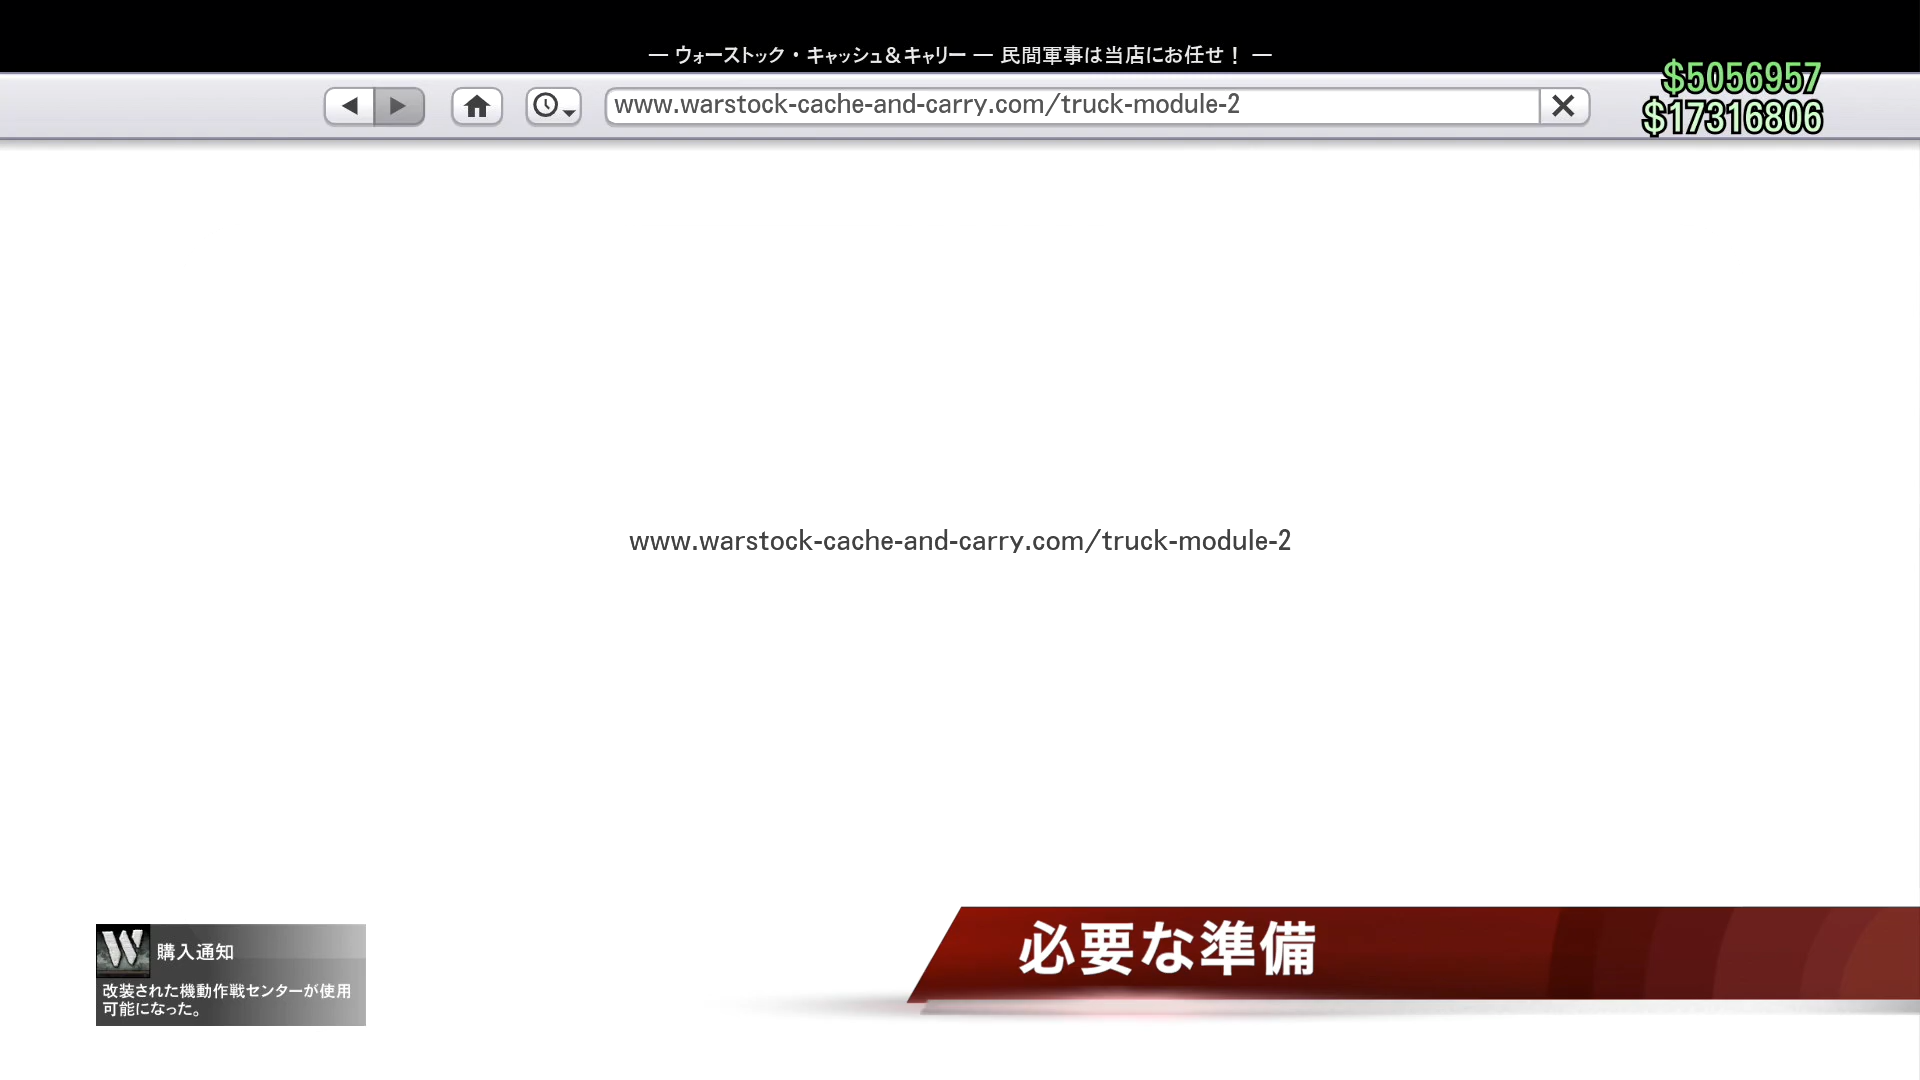 — ウォーストック・キャッシュ＆キャリー — 民間軍事は当店にお任せ！ —
$5056957
www.warstock-cache-and-carry.com/truck-module-2
$17316806
www.warstock-cache-and-carry.com/truck-module-2
必要な準備
W 購入通知
改装された機動作戦センターが使用
可能になった。